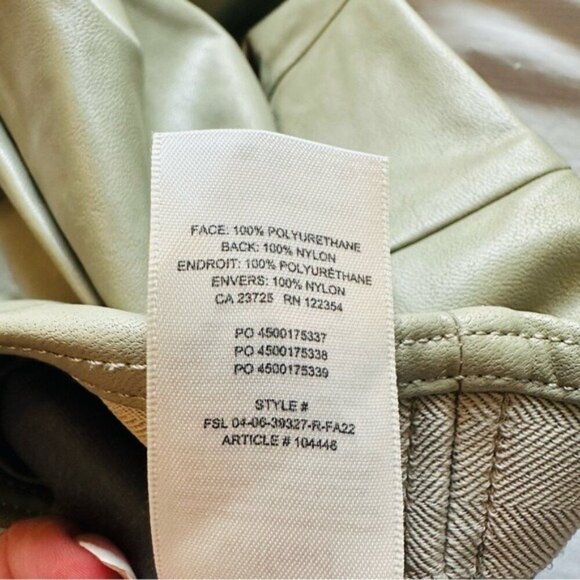 FACE: 100% POLYURETHANE
BACK: 100% NYLON
ENDROIT: 100% POLYURÉTHANE
ENVERS: 100% NYLON
CA 23725 RN 122354
PO 4500175337
PO 4500175338
PO 4500175339
STYLE #
FSL 04-06-39327-R-FA22
ARTICLE # 104446